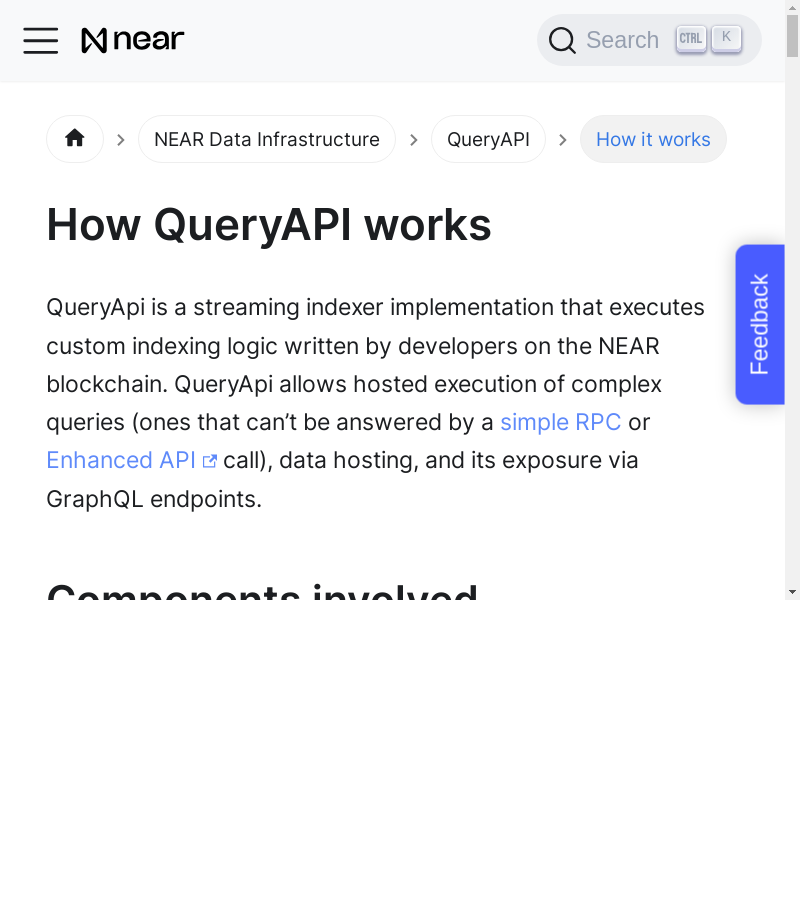 near
Search CTRL K
NEAR Data Infrastructure QueryAPI How it works
How QueryAPI works
Feedback
QueryApi is a streaming indexer implementation that executes
custom indexing logic written by developers on the NEAR
blockchain. QueryApi allows hosted execution of complex
queries (ones that can’t be answered by a simple RPC or
Enhanced API call), data hosting, and its exposure via
GraphQL endpoints.
Components involved